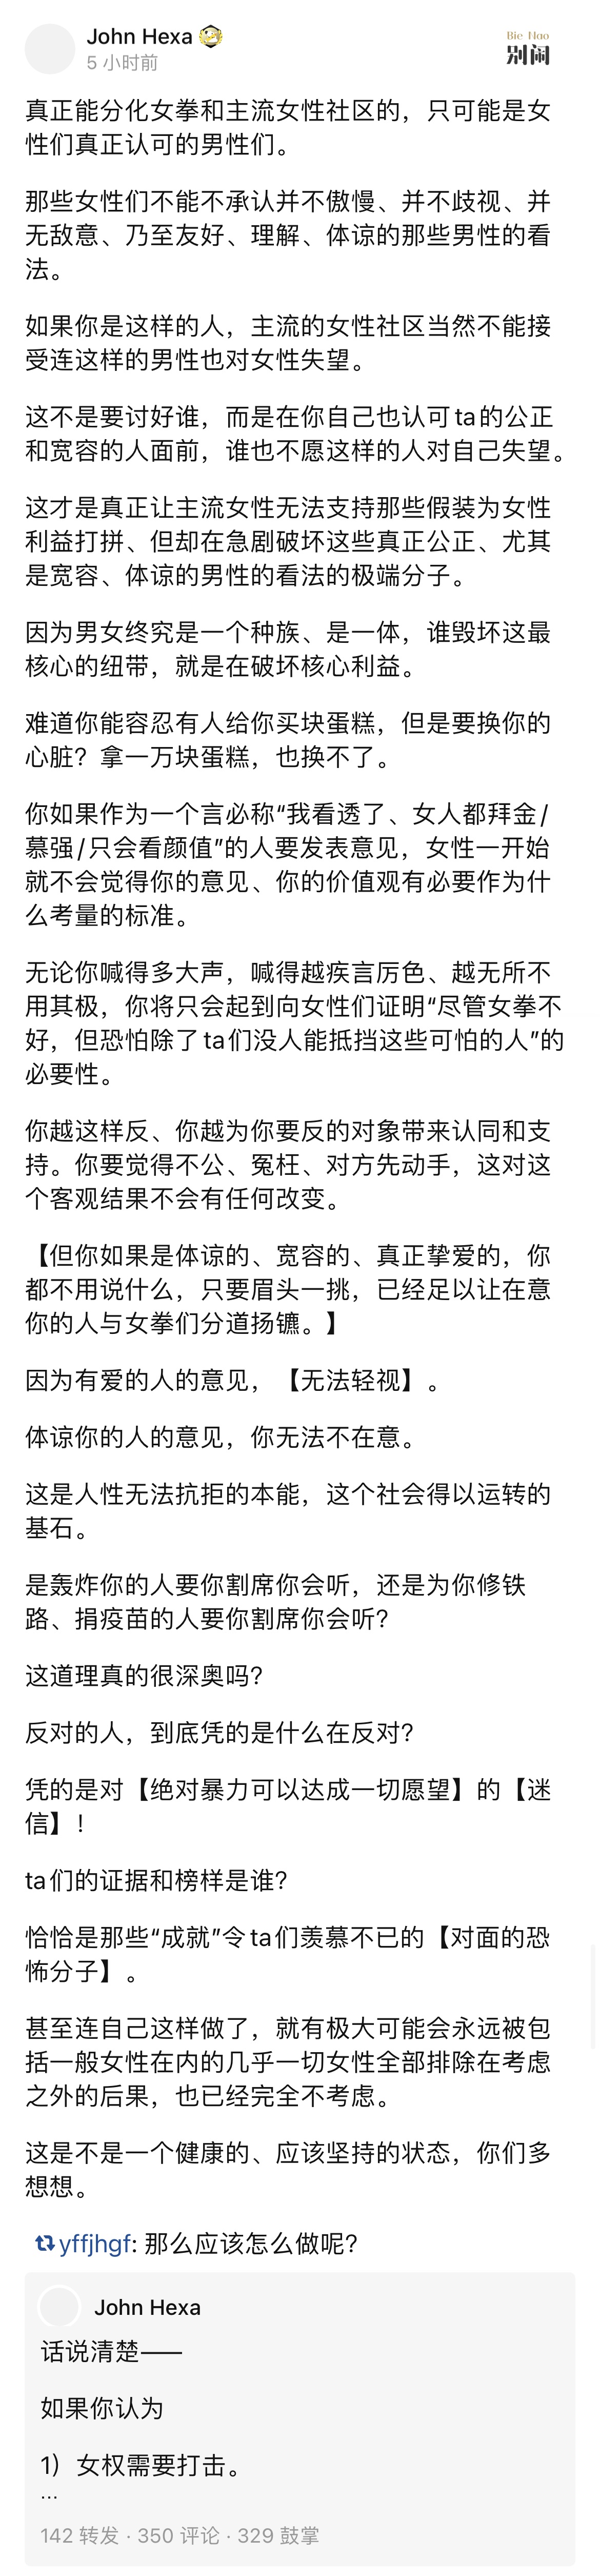 John Hexa
5 小时前
Bie Nao
别闹
真正能分化女拳和主流女性社区的，只可能是女
性们真正认可的男性们。
那些女性们不能不承认并不傲慢、并不歧视、并
无敌意、乃至友好、理解、体谅的那些男性的看
法。
如果你是这样的人，主流的女性社区当然不能接
受连这样的男性也对女性失望。
这不是要讨好谁，而是在你自己也认可ta的公正
和宽容的人面前，谁也不愿这样的人对自己失望。
这才是真正让主流女性无法支持那些假装为女性
利益打拼、但却在急剧破坏这些真正公正、尤其
是宽容、体谅的男性的看法的极端分子。
因为男女终究是一个种族、是一体，谁毁坏这最
核心的纽带，就是在破坏核心利益。
难道你能容忍有人给你买块蛋糕，但是要换你的
心脏？拿一万块蛋糕，也换不了。
你如果作为一个言必称“我看透了、女人都拜金/
慕强/只会看颜值”的人要发表意见，女性一开始
就不会觉得你的意见、你的价值观有必要作为什
么考量的标准。
无论你喊得多大声，喊得越疾言厉色、越无所不
用其极，你将只会起到向女性们证明“尽管女拳不
好，但恐怕除了ta们没人能抵挡这些可怕的人”的
必要性。
你越这样反、你越为你要反的对象带来认同和支
持。你要觉得不公、冤枉、对方先动手，这对这
个客观结果不会有任何改变。
【但你如果是体谅的、宽容的、真正挚爱的，你
都不用说什么，只要眉头一挑，已经足以让在意
你的人与女拳们分道扬镳。】
因为有爱的人的意见，【无法轻视】。
体谅你的人的意见，你无法不在意。
这是人性无法抗拒的本能，这个社会得以运转的
基石。
是轰炸你的人要你割席你会听，还是为你修铁
路、捐疫苗的人要你割席你会听？
这道理真的很深奥吗？
反对的人，到底凭的是什么在反对？
凭的是对【绝对暴力可以达成一切愿望】的【迷
信】！
ta们的证据和榜样是谁？
恰恰是那些“成就”令ta们羡慕不已的【对面的恐
怖分子】。
甚至连自己这样做了，就有极大可能会永远被包
括一般女性在内的几乎一切女性全部排除在考虑
之外的后果，也已经完全不考虑。
这是不是一个健康的、应该坚持的状态，你们多
想想。
yffjhgf: 那么应该怎么做呢？
John Hexa
话说清楚——
如果你认为
1）女权需要打击。
...
142 转发 · 350 评论 · 329 鼓掌